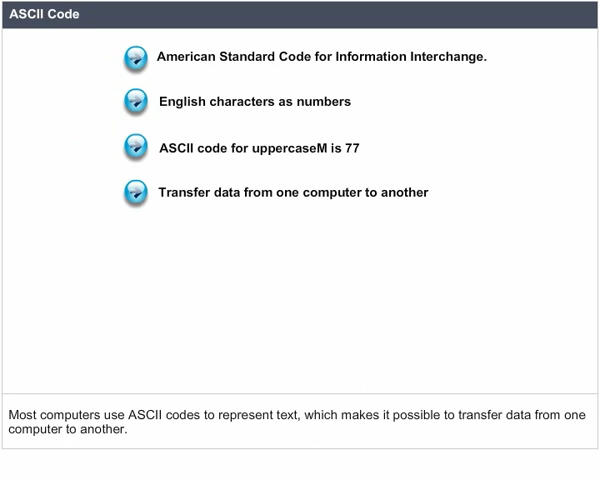 ASCII Code
American Standard Code for Information Interchange.
English characters as numbers
ASCII code for uppercaseM is 77
Transfer data from one computer to another
Most computers use ASCII codes to represent text, which makes it possible to transfer data from one
computer to another.